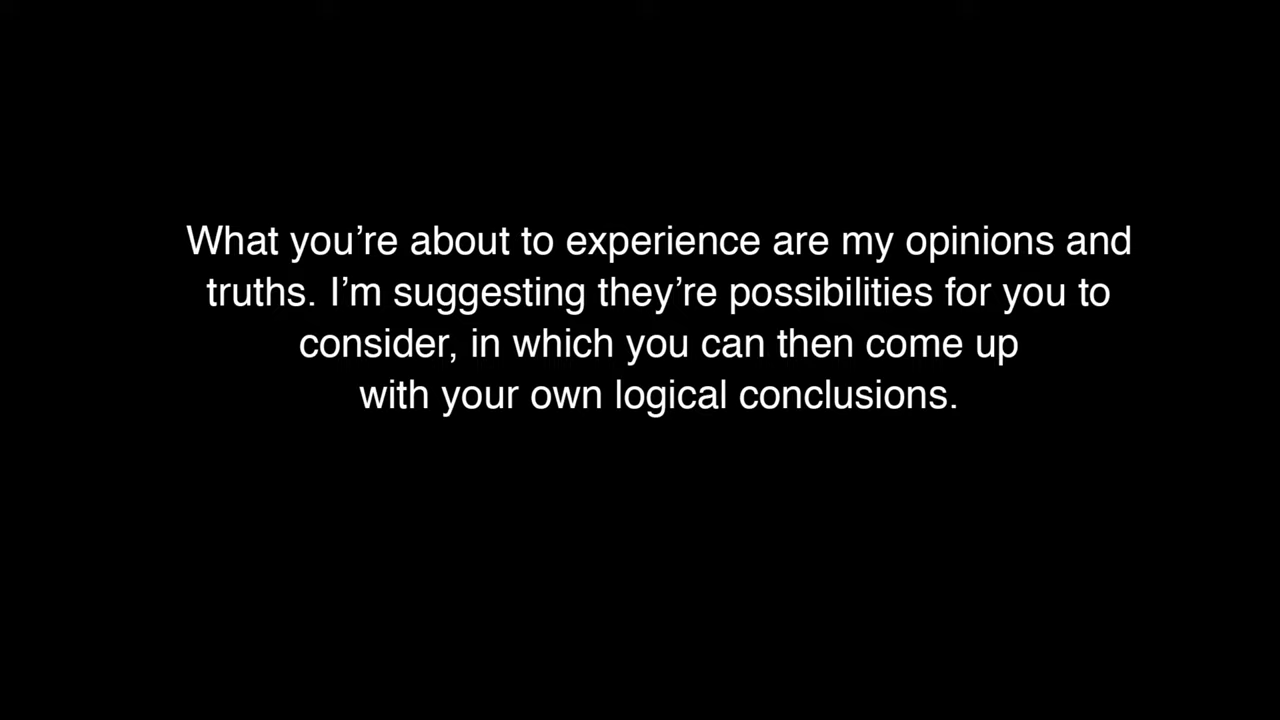 What you’re about to experience are my opinions and
truths. I’m suggesting they’re possibilities for you to
consider, in which you can then come up
with your own logical conclusions.